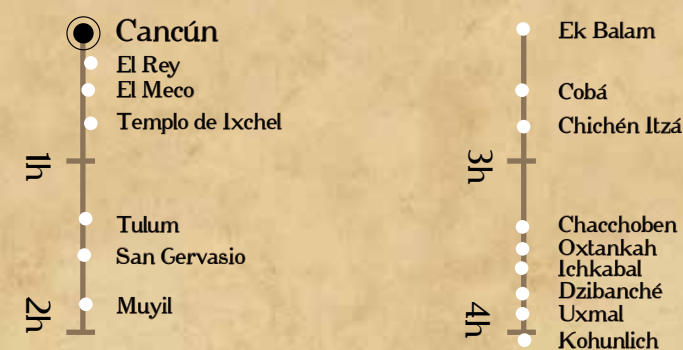 Cancún
El Rey
El Meco
Templo de Ixchel
1h
Tulum
San Gervasio
Muyil
2h
Ek Balam
Cobá
Chichén Itzá
3h
Chacchoben
Oxtankah
Ichkabal
Dzibanché
Uxmal
4h
Kohunlich